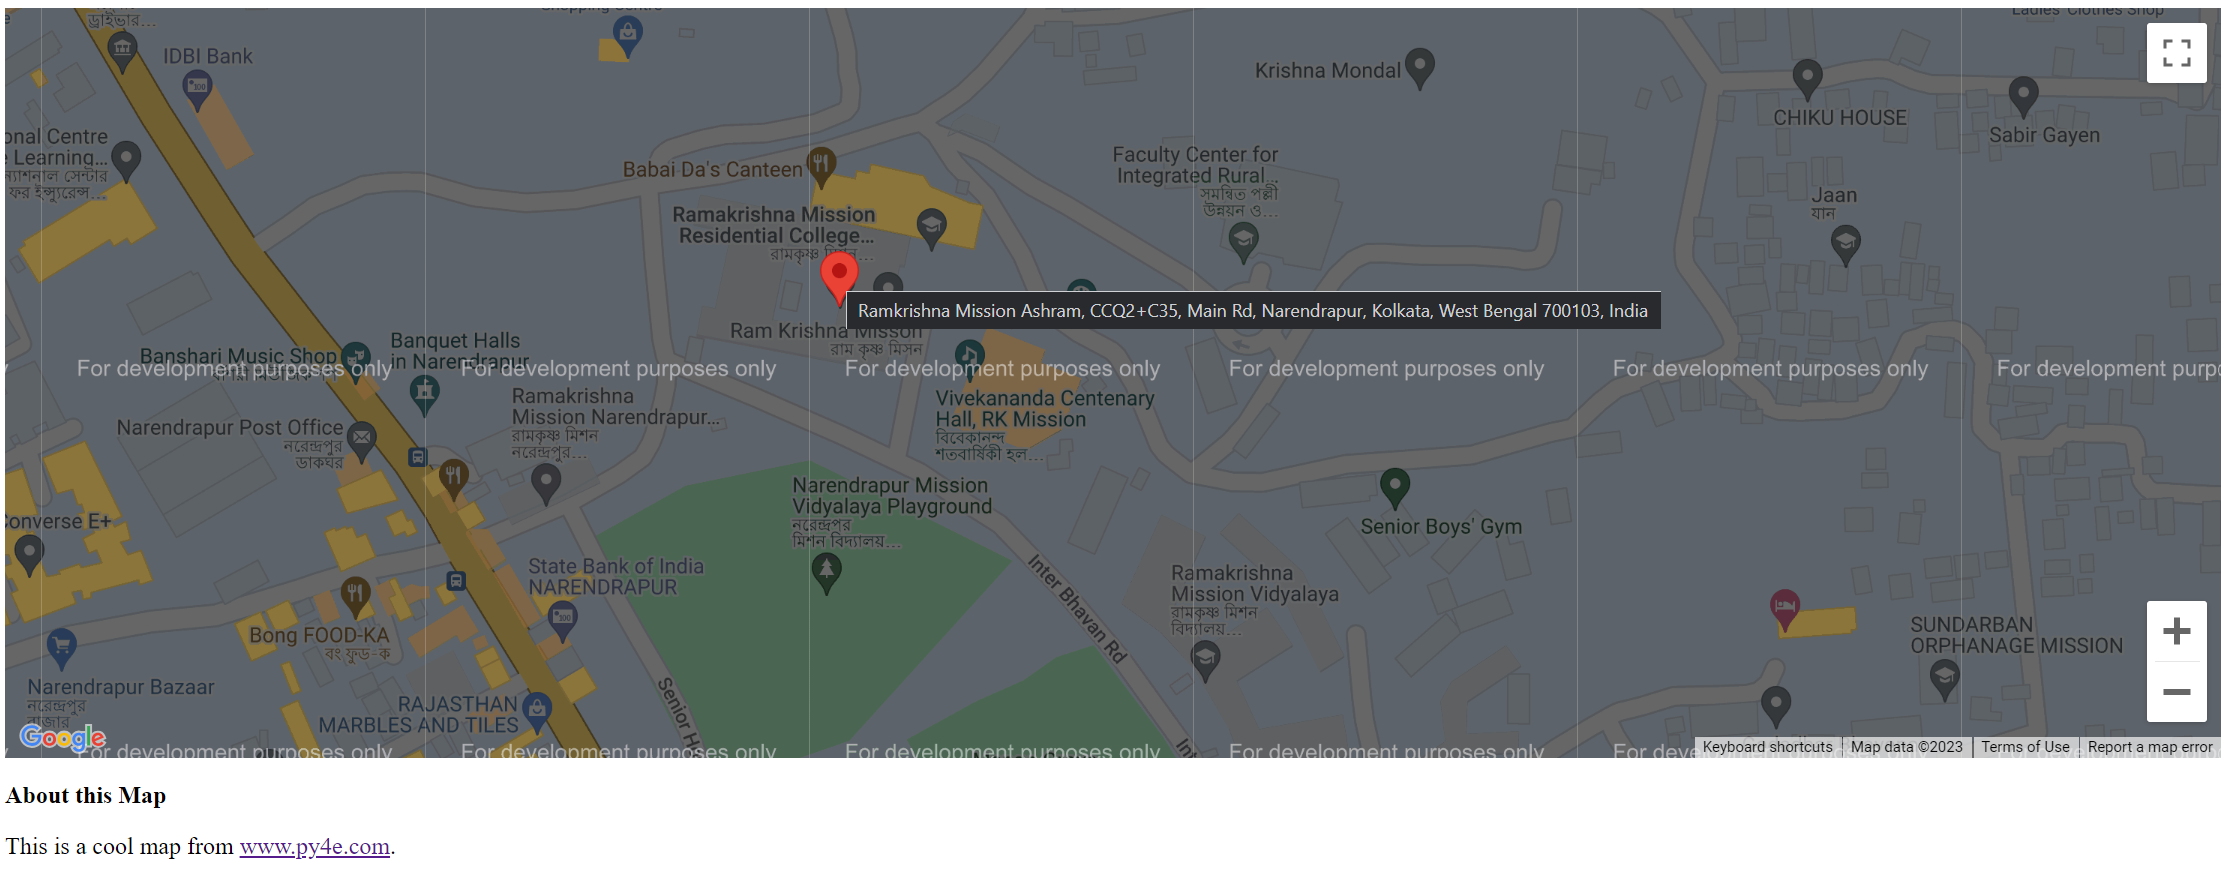 ড্রাইভার...
IDBI Bank
onal Centre
e Learning...
ন্যাশনাল সেন্টার
ফর ইন্স্যুরেন্স...
Krishna Mondal
CHIKU HOUSE
Sabir Gayen
Babai Da's Canteen
Faculty Center for
Integrated Rural...
সমন্বিত পল্লী
উন্নয়ন ও...
Jaan
যান
Ramakrishna Mission
Residential College...
রামকৃষ্ণ মিশন...
Ramkrishna Mission Ashram, CCQ2+C35, Main Rd, Narendrapur, Kolkata, West Bengal 700103, India
Ram Krishna Misson
রাম কৃষ্ণ মিসন
Banquet Halls
in Narendrapur
Banshari Music Shop
For development purposes only
For development purposes only
For development purposes only
For development purposes only
For development purposes only
For development purp
Ramakrishna
Mission Narendrapur...
রামকৃষ্ণ মিশন
নরেন্দ্রপুর...
Vivekananda Centenary
Hall, RK Mission
বিবেকানন্দ
শতবার্ষিকী হল...
Narendrapur Post Office
নরেন্দ্রপুর
ডাকঘর
Narendrapur Mission
Vidyalaya Playground
নরেন্দ্রপুর
মিশন বিদ্যালয়...
Converse E+
Senior Boys' Gym
State Bank of India
NARENDRAPUR
Inter Bhavan Rd
Ramakrishna
Mission Vidyalaya
রামকৃষ্ণ মিশন
বিদ্যালয়...
Bong FOOD-KA
বং ফুড-ক
SUNDARBAN
ORPHANAGE MISSION
Narendrapur Bazaar
নরেন্দ্রপুর
বাজার
RAJASTHAN
MARBLES AND TILES
Senior Hi
Google
For development purposes only
For development purposes only
For development purposes only
For development purposes only
Keyboard shortcuts
Map data ©2023
Terms of Use
Report a map error
About this Map
This is a cool map from www.py4e.com.